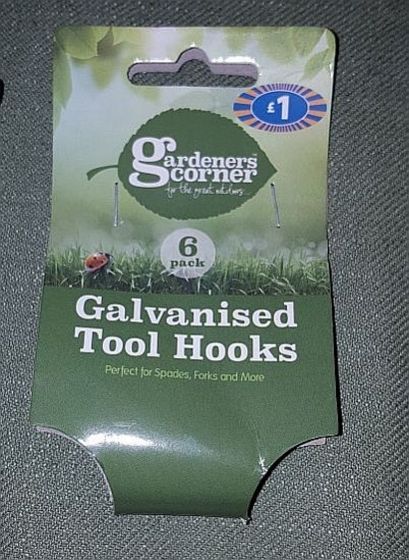 £1
gardeners
corner
for the great outdoors
6
pack
Galvanised
Tool Hooks
Perfect for Spades, Forks and More